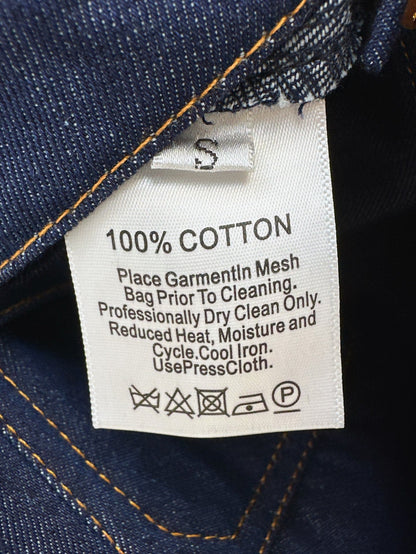 S
100% COTTON
Place GarmentIn Mesh
Bag Prior To Cleaning.
Professionally Dry Clean Only.
Reduced Heat, Moisture and
Cycle.Cool Iron.
UsePressCloth.
P